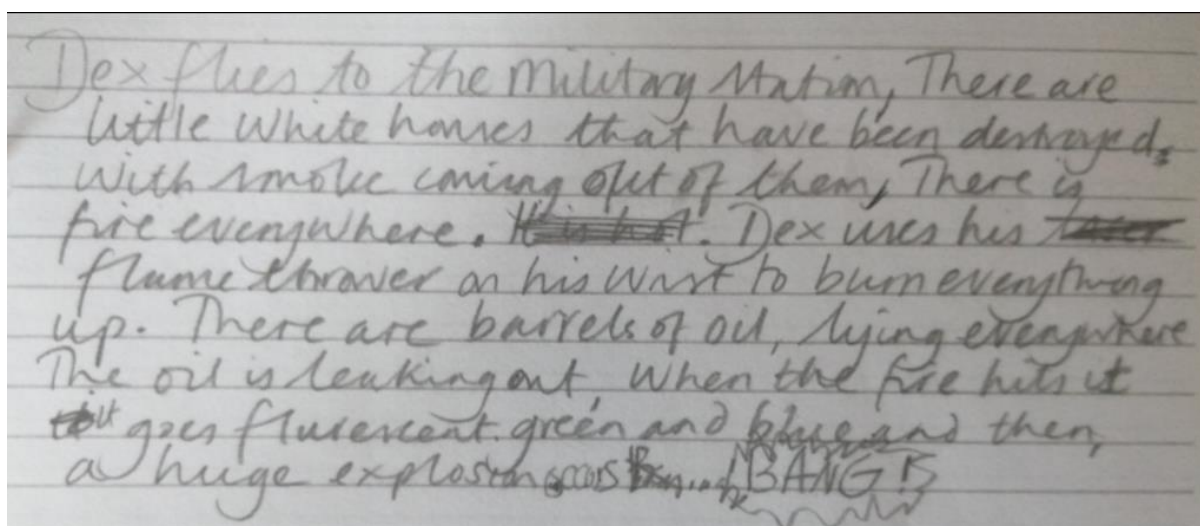 Dex flies to the Military Station, There are
little White houses that have been destroyed.
With smoke coming out of them, There is
fire everywhere. Dex uses his
flame thrower on his Wrist to burn everything
up. There are barrels of oil, lying everywhere
The oil is leaking out, When the fire hits it
it goes flurescent green and blue and then,
a huge explosion occurs BANG!!